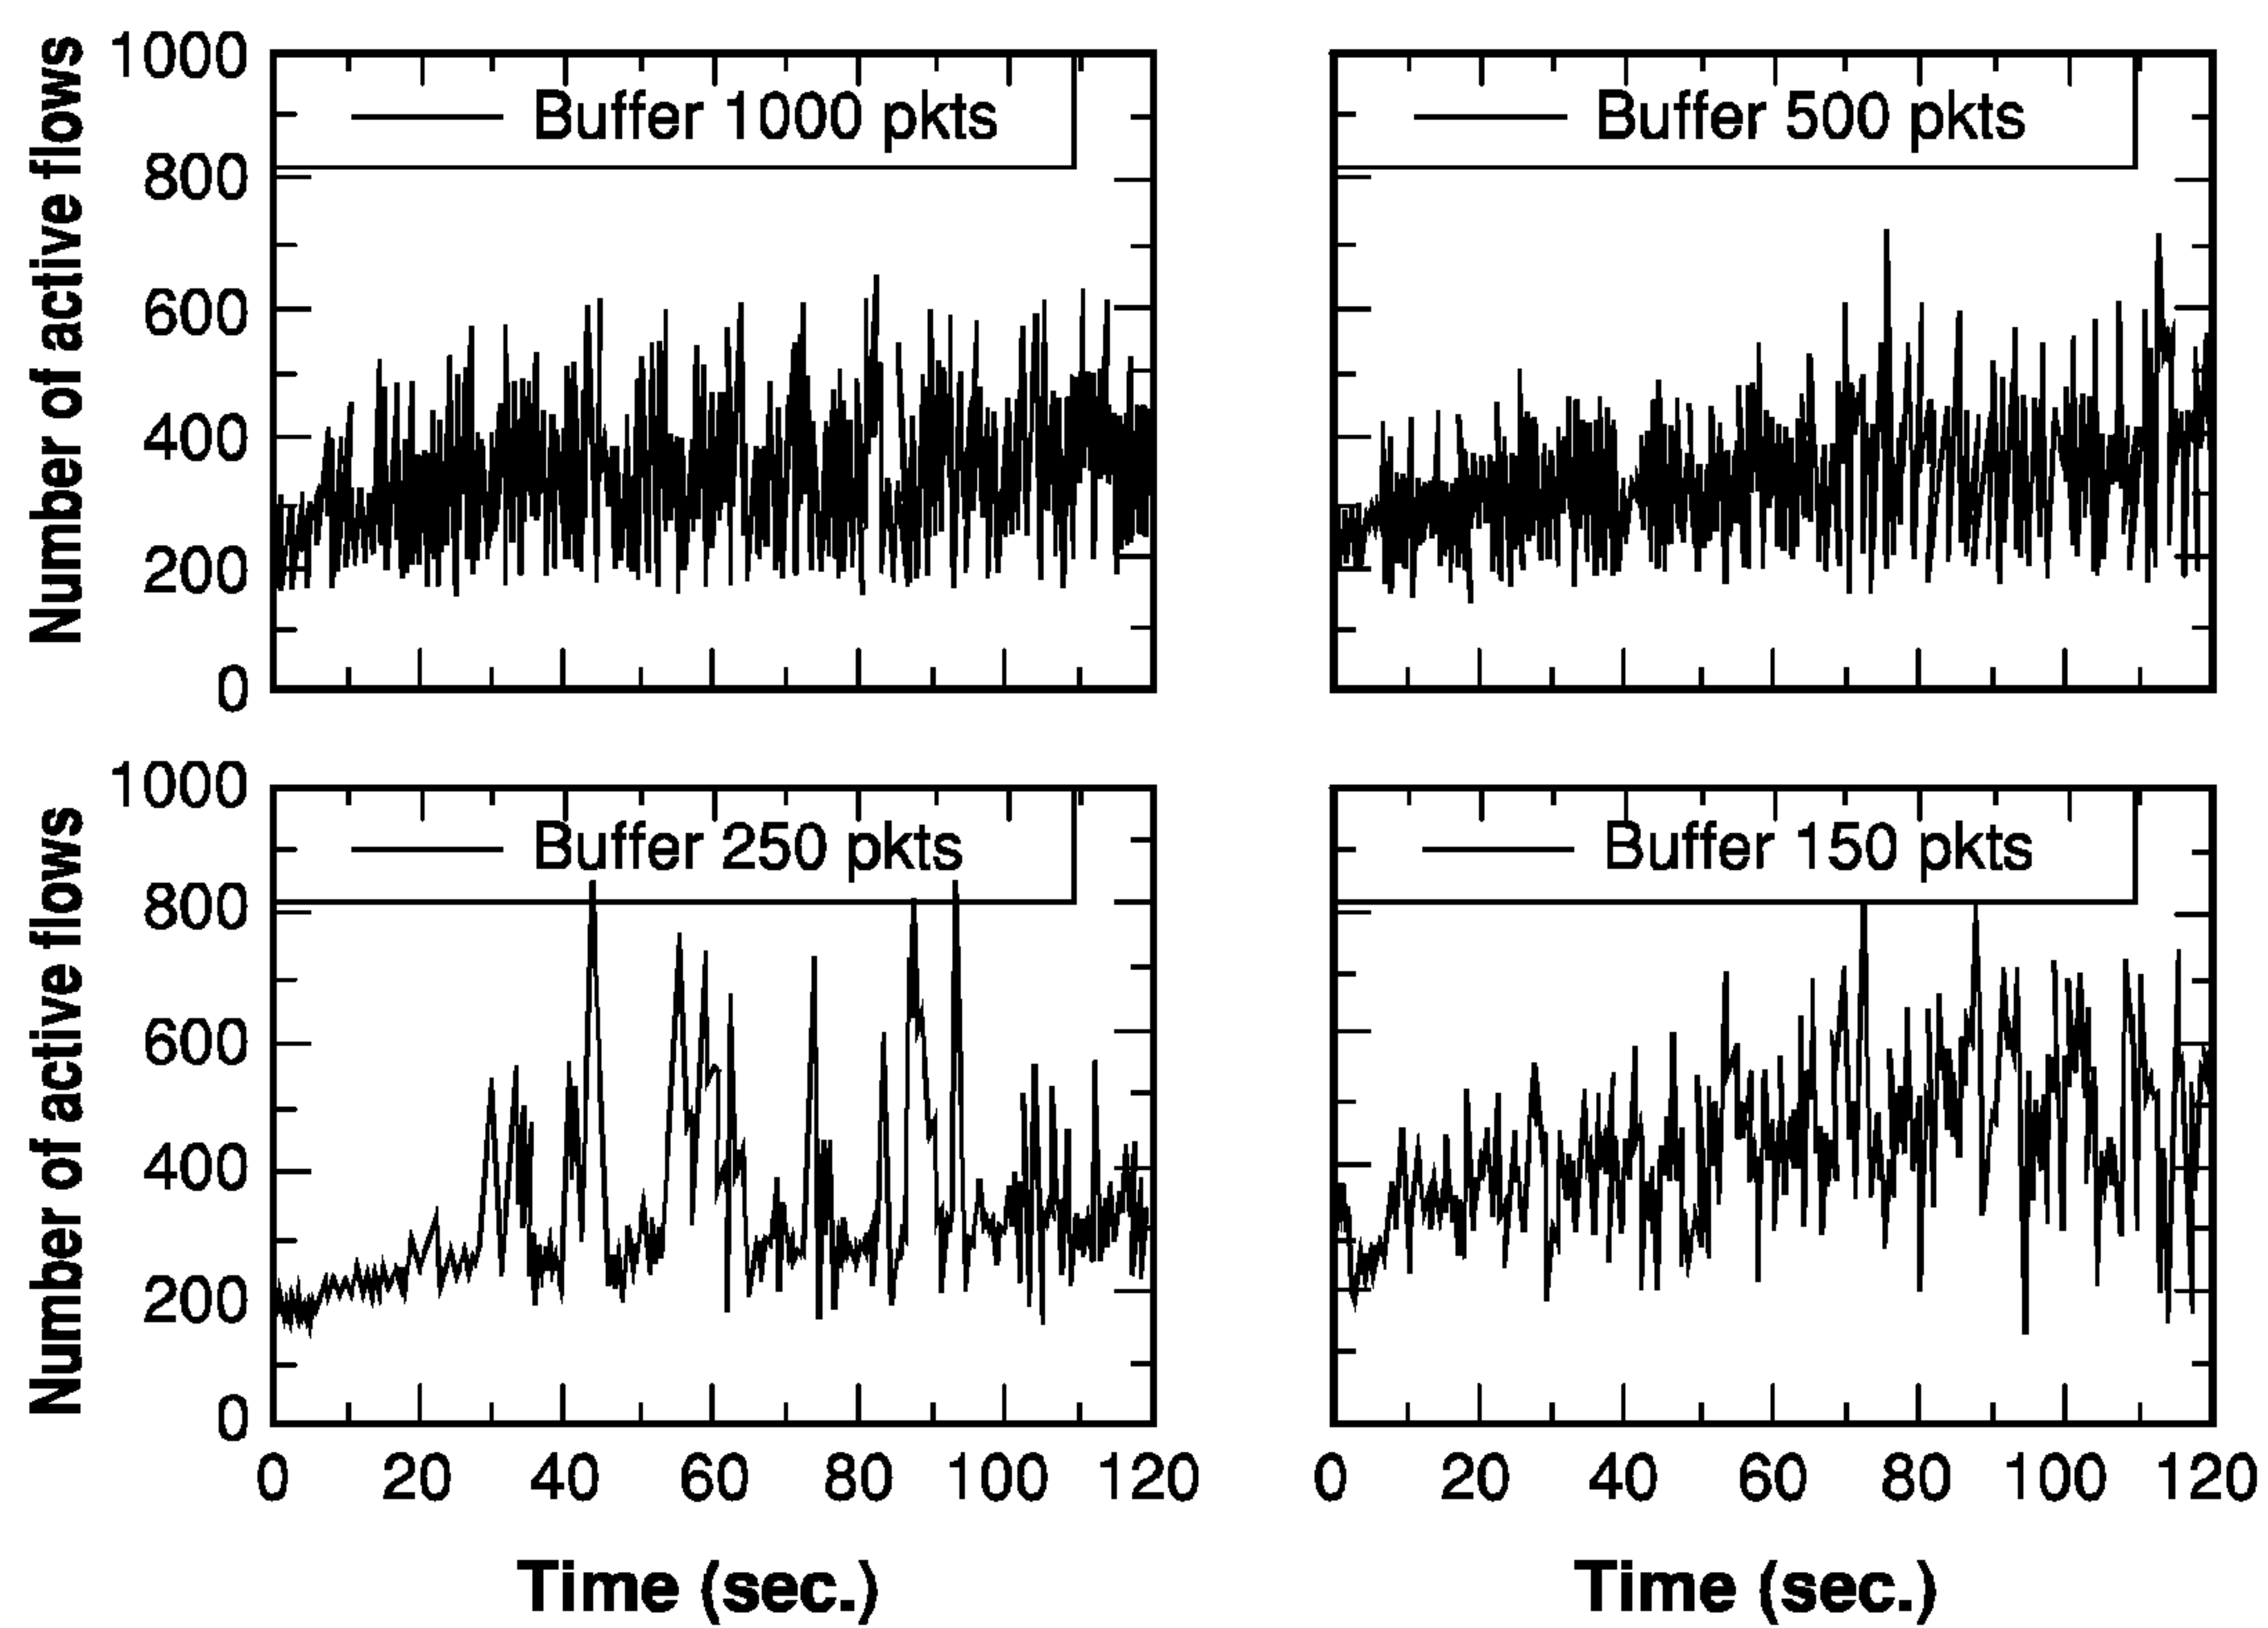 Number of active flows
1000
800
600
400
200
0
Buffer 1000 pkts
Buffer 500 pkts
Number of active flows
1000
800
600
400
200
0
Buffer 250 pkts
Buffer 150 pkts
0 20 40 60 80 100 120
0 20 40 60 80 100 120
Time (sec.)
Time (sec.)